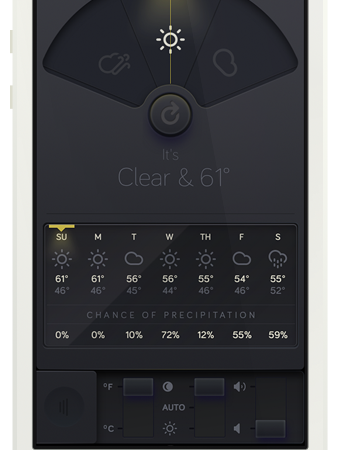 It's
Clear & 61°
SU M T W TH F S
61° 61° 56° 56° 55° 54° 55°
46° 46° 45° 44° 46° 46° 52°
CHANCE OF PRECIPITATION
0% 0% 10% 72% 12% 55% 59%
°F
AUTO
°C